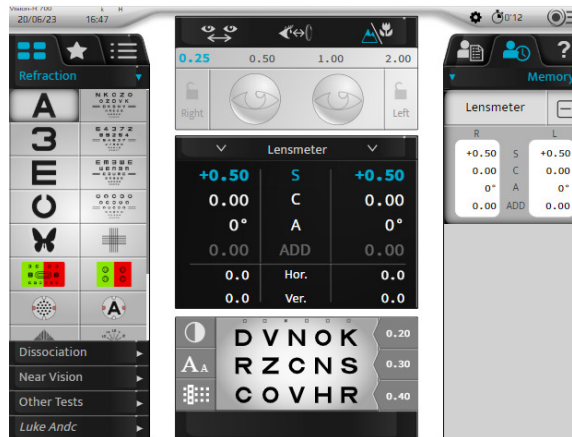 Vision-R 700
20/06/23 16:47
0'12
Refraction
A
3
E
Dissociation
Near Vision
Other Tests
Luke Andc
0.25 0.50 1.00 2.00
Right Left
Lensmeter
+0.50 S +0.50
0.00 C 0.00
0° A 0°
0.00 ADD 0.00
0.0 Hor. 0.0
0.0 Ver. 0.0
D V N O K 0.20
AA R Z C N S 0.30
C O V H R 0.40
?
Memory
Lensmeter
R L
+0.50 S +0.50
0.00 C 0.00
0° A 0°
0.00 ADD 0.00